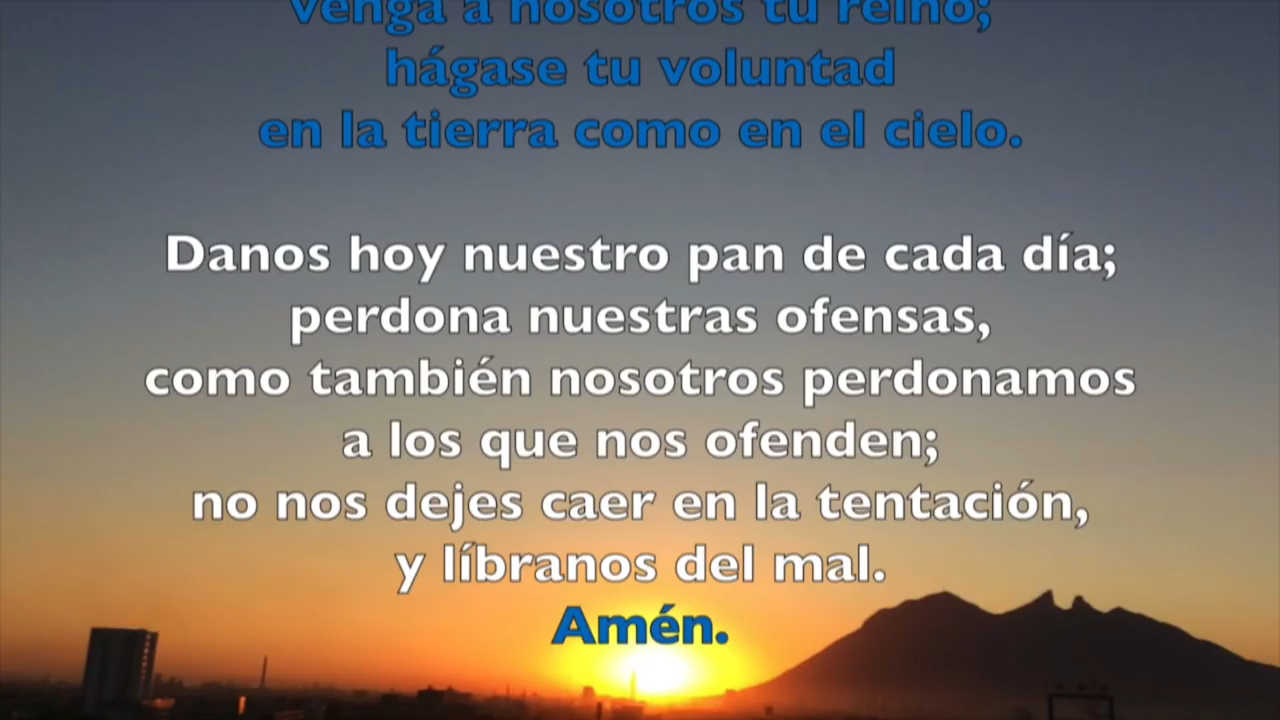 venga a nosotros tu reino;
hágase tu voluntad
en la tierra como en el cielo.
Danos hoy nuestro pan de cada día;
perdona nuestras ofensas,
como también nosotros perdonamos
a los que nos ofenden;
no nos dejes caer en la tentación,
y líbranos del mal.
Amén.